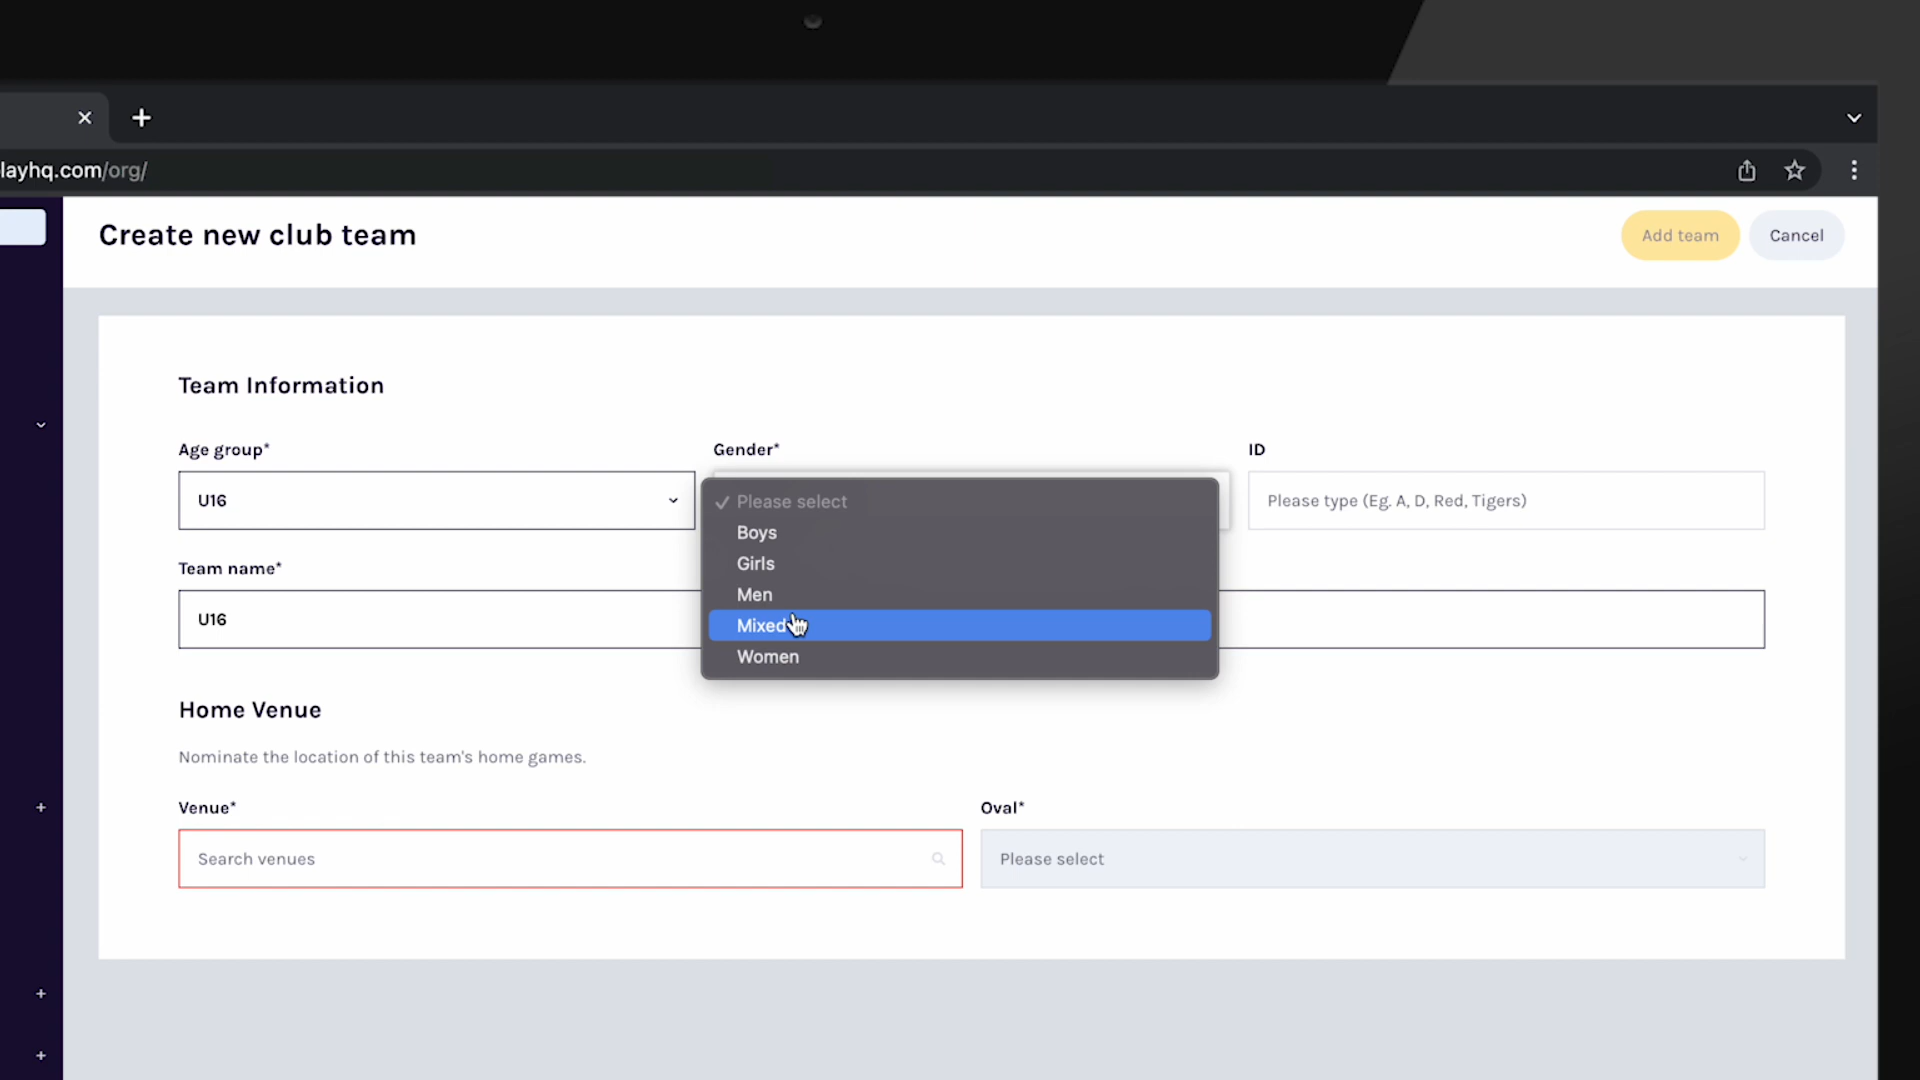 layhq.com/org/
Create new club team
Add team
Cancel
Team Information
Age group*
Gender*
ID
U16
✓ Please select
Please type (Eg. A, D, Red, Tigers)
Boys
Girls
Men
Mixed
Women
Team name*
U16
Home Venue
Nominate the location of this team's home games.
Venue*
Oval*
Search venues
Please select